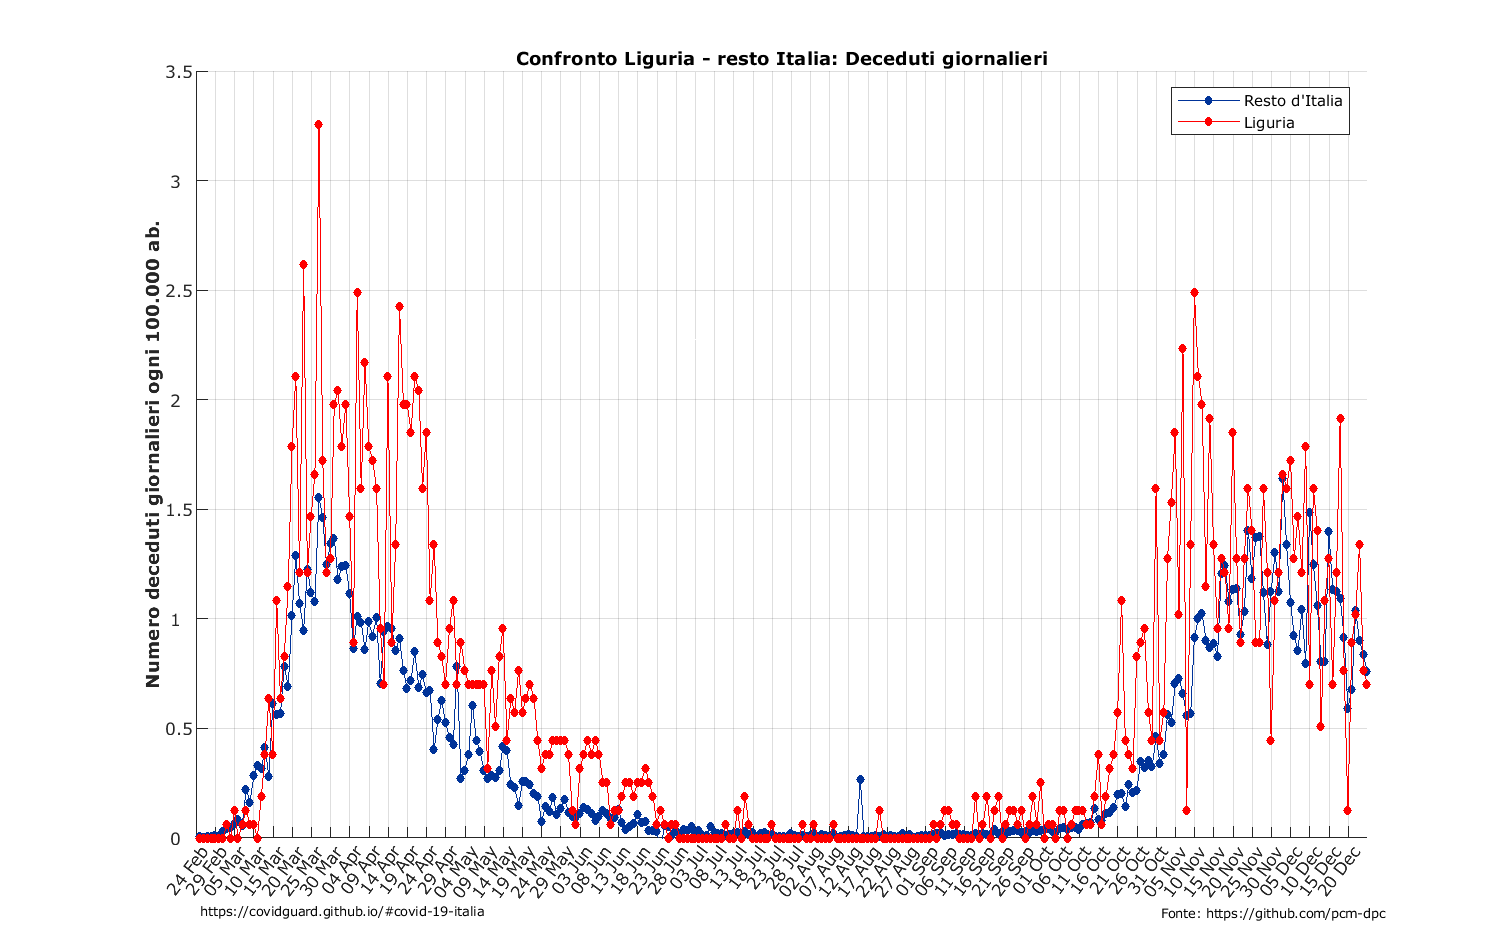 Confronto Liguria - resto Italia: Deceduti giornalieri
Resto d'Italia
Liguria
Numero deceduti giornalieri ogni 100.000 ab.
3.5
3
2.5
2
1.5
1
0.5
0
24 Feb
29 Feb
05 Mar
10 Mar
15 Mar
20 Mar
25 Mar
30 Mar
04 Apr
09 Apr
14 Apr
19 Apr
24 Apr
29 Apr
04 May
09 May
14 May
19 May
24 May
29 May
03 Jun
08 Jun
13 Jun
18 Jun
23 Jun
28 Jun
03 Jul
08 Jul
13 Jul
18 Jul
23 Jul
28 Jul
02 Aug
07 Aug
12 Aug
17 Aug
22 Aug
27 Aug
01 Sep
06 Sep
11 Sep
16 Sep
21 Sep
26 Sep
01 Oct
06 Oct
11 Oct
16 Oct
21 Oct
26 Oct
31 Oct
05 Nov
10 Nov
15 Nov
20 Nov
25 Nov
30 Nov
05 Dec
10 Dec
15 Dec
20 Dec
https://covidguard.github.io/#covid-19-italia
Fonte: https://github.com/pcm-dpc